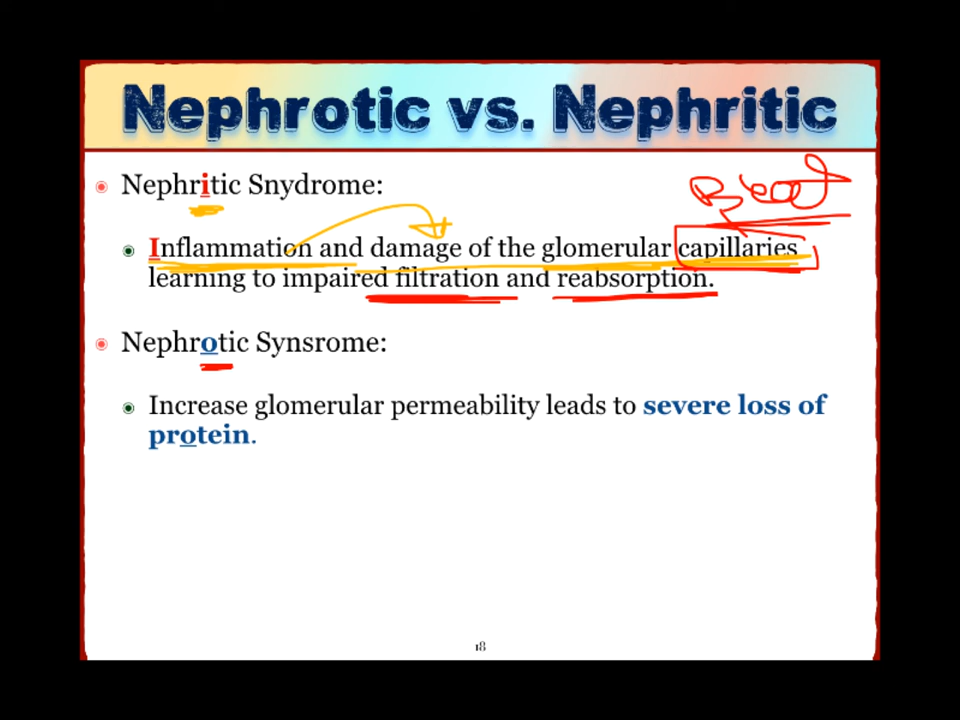 Nephrotic vs. Nephritic
Nephritic Snydrome:
Inflammation and damage of the glomerular capillaries
learning to impaired filtration and reabsorption.
Nephrotic Synsrome:
Increase glomerular permeability leads to severe loss of
protein.
18